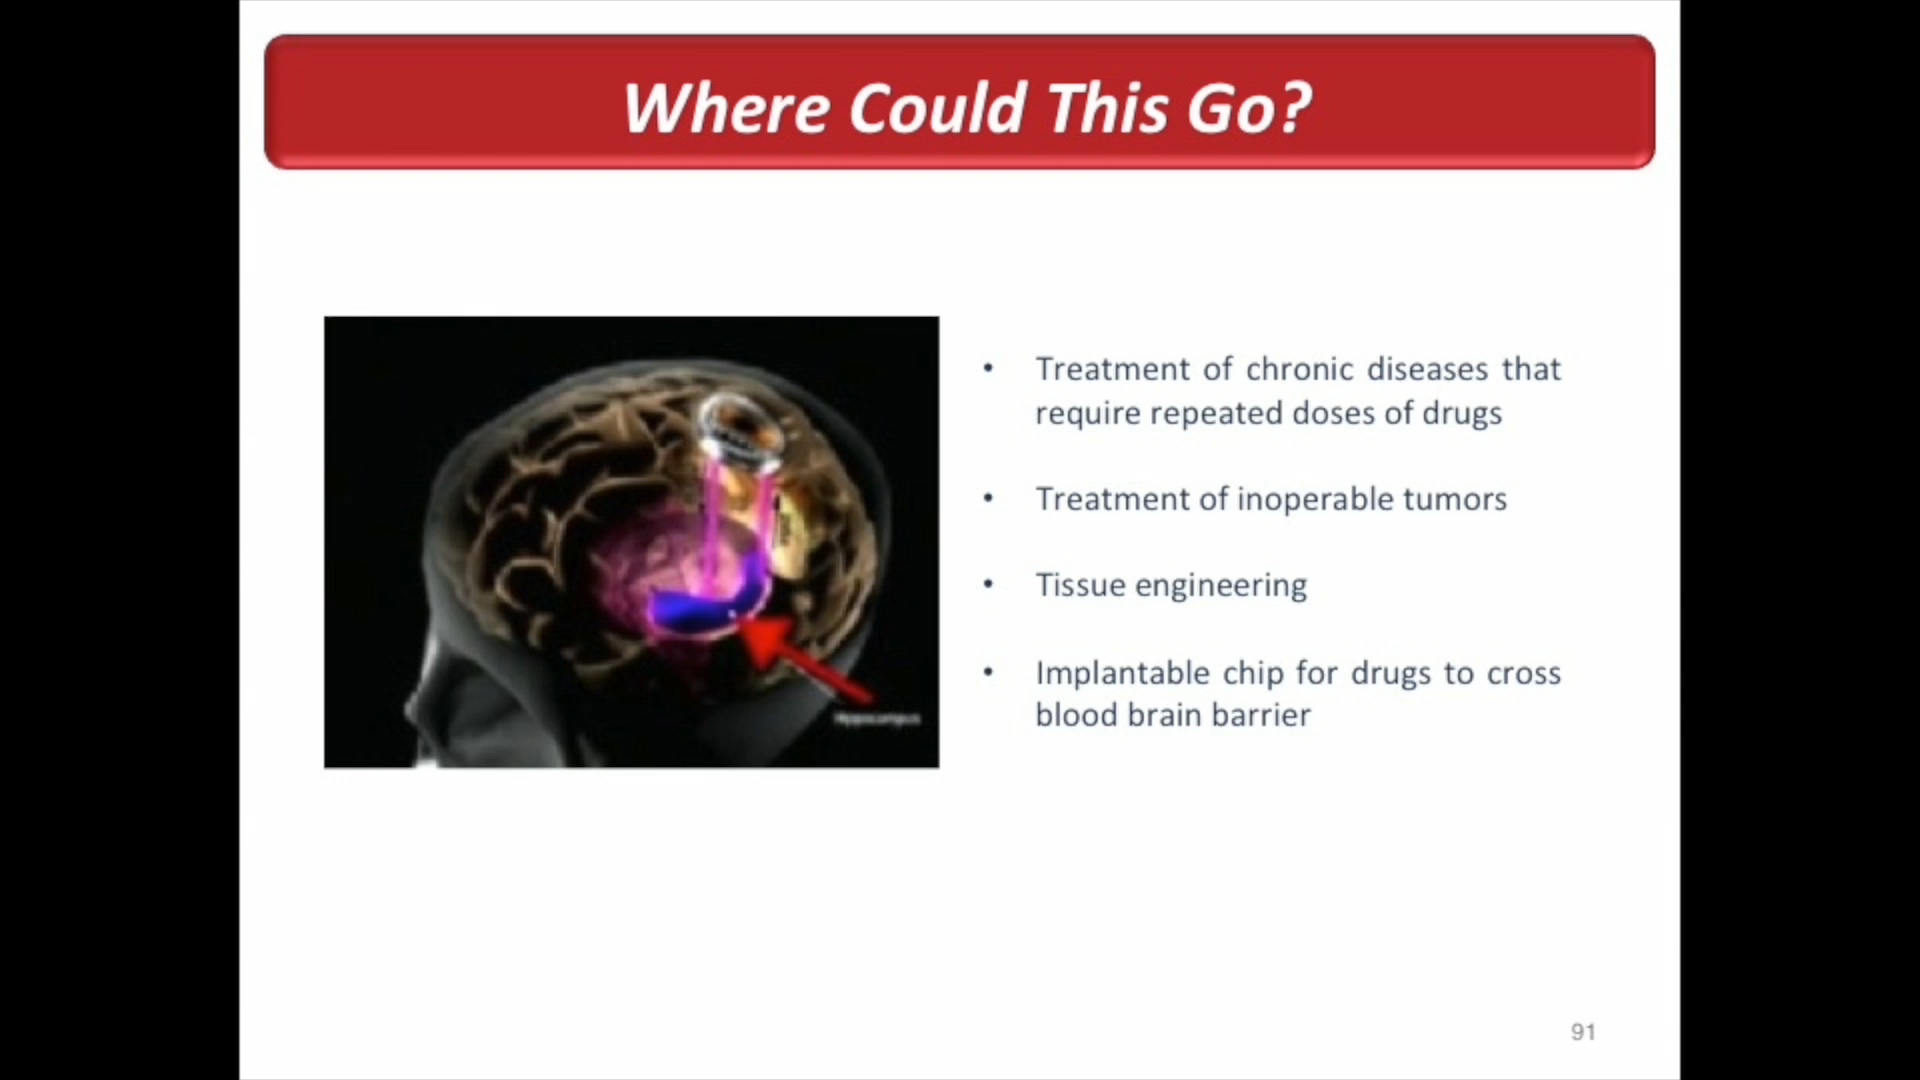 Where Could This Go?
• Treatment of chronic diseases that
require repeated doses of drugs
• Treatment of inoperable tumors
• Tissue engineering
• Implantable chip for drugs to cross
blood brain barrier
Hippocampus
91